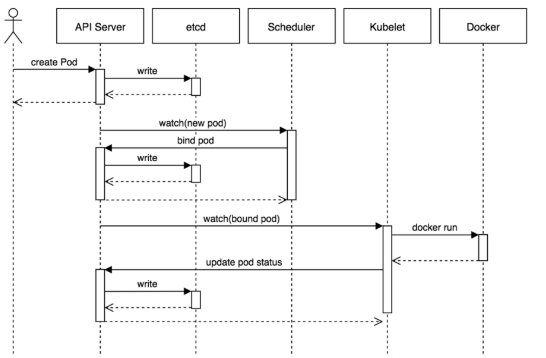 API Server
etcd
Scheduler
Kubelet
Docker
create Pod
write
watch(new pod)
bind pod
write
watch(bound pod)
docker run
update pod status
write